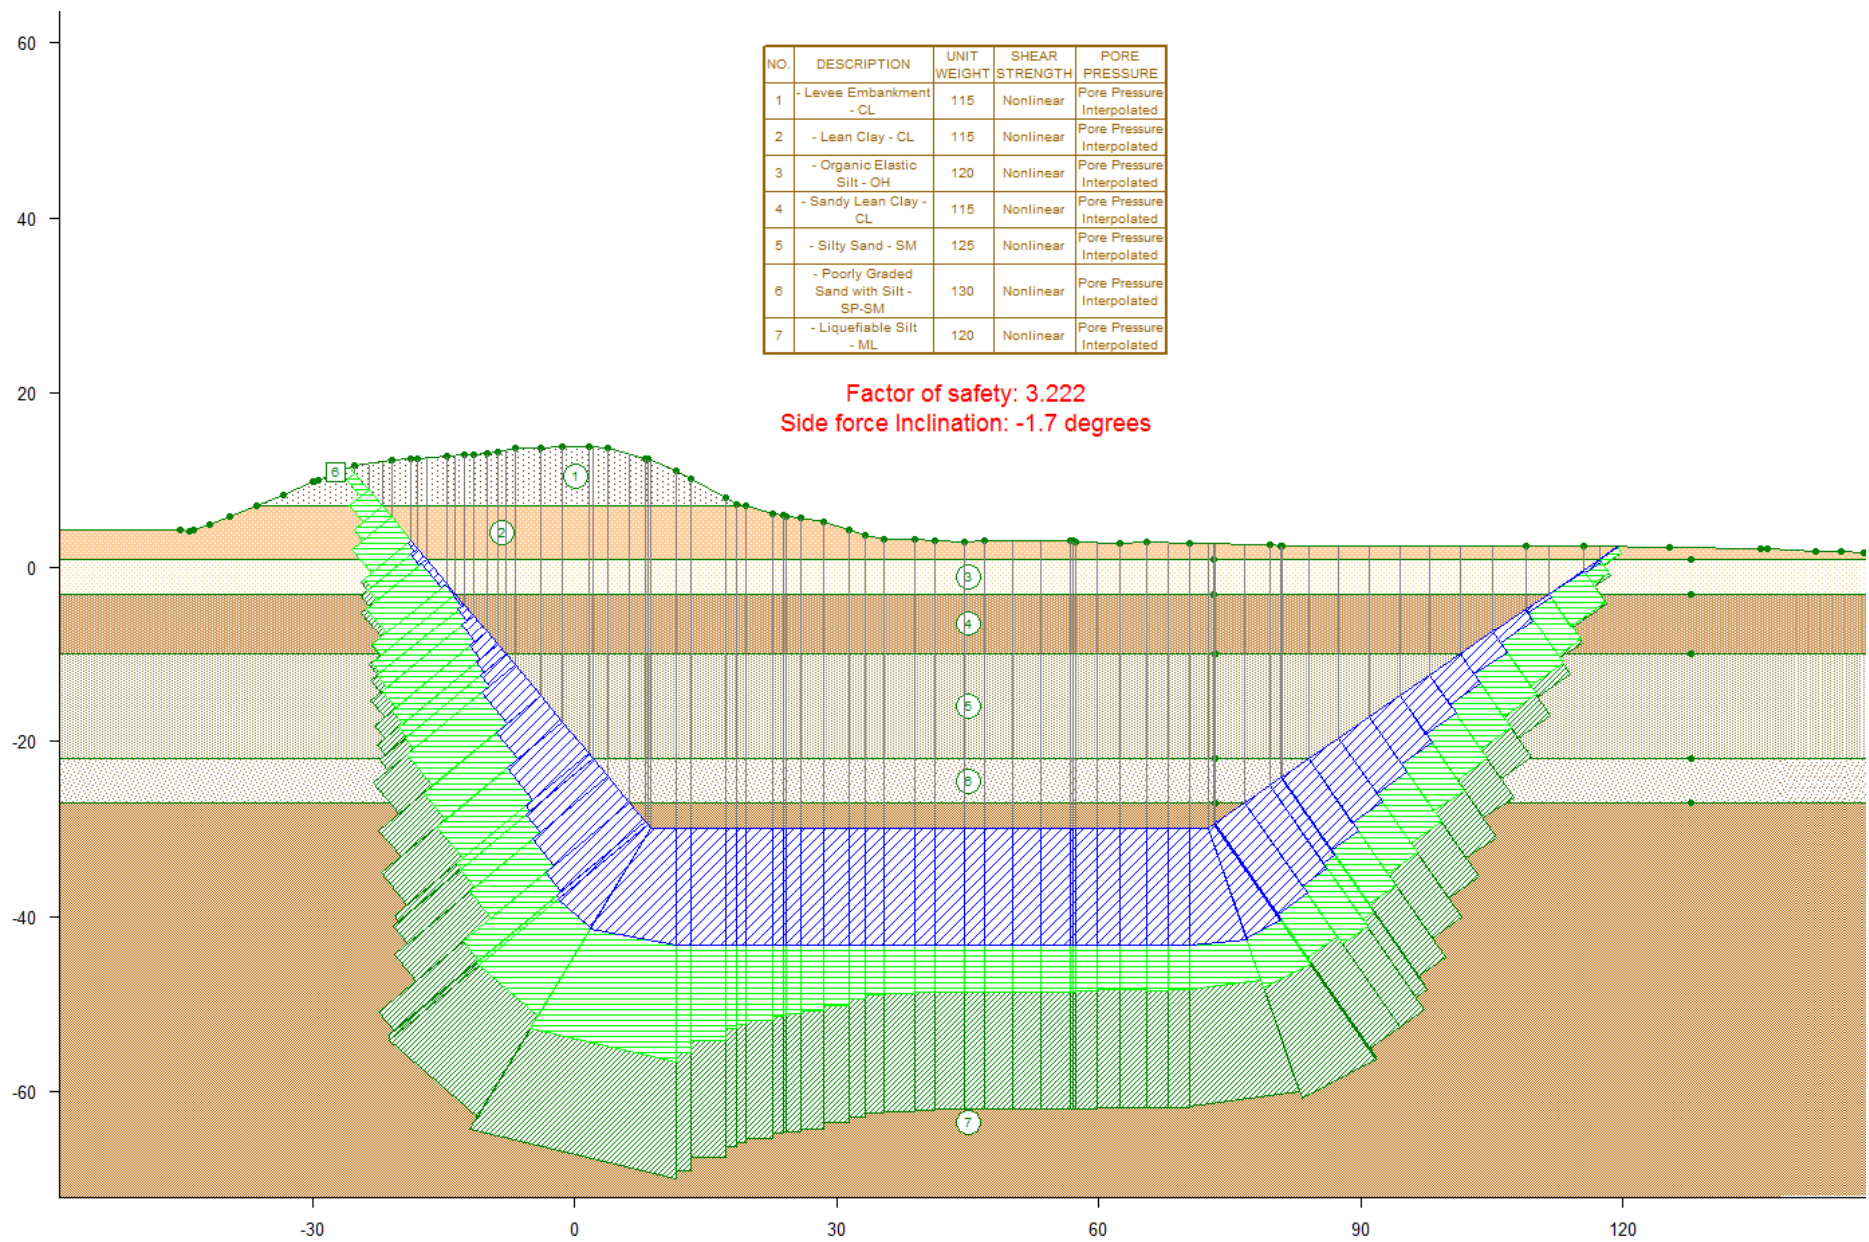 60
40
20
0
-20
-40
-60
-30
0
30
60
90
120
NO. DESCRIPTION UNIT WEIGHT SHEAR STRENGTH PORE PRESSURE
1 - Levee Embankment - CL 115 Nonlinear Pore Pressure Interpolated
2 - Lean Clay - CL 115 Nonlinear Pore Pressure Interpolated
3 - Organic Elastic Silt - OH 120 Nonlinear Pore Pressure Interpolated
4 - Sandy Lean Clay - CL 115 Nonlinear Pore Pressure Interpolated
5 - Silty Sand - SM 125 Nonlinear Pore Pressure Interpolated
6 - Poorly Graded Sand with Silt - SP-SM 130 Nonlinear Pore Pressure Interpolated
7 - Liquefiable Silt - ML 120 Nonlinear Pore Pressure Interpolated
Factor of safety: 3.222
Side force Inclination: -1.7 degrees
6
1
2
3
4
5
6
7